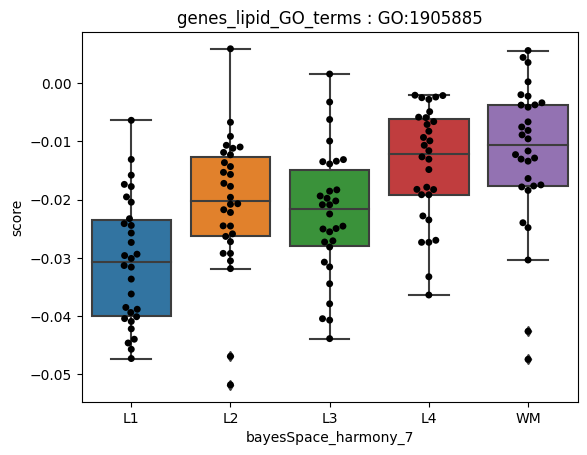 genes_lipid_GO_terms : GO:1905885
0.00
−0.01
−0.02
−0.03
−0.04
−0.05
score
L1 L2 L3 L4 WM
bayesSpace_harmony_7